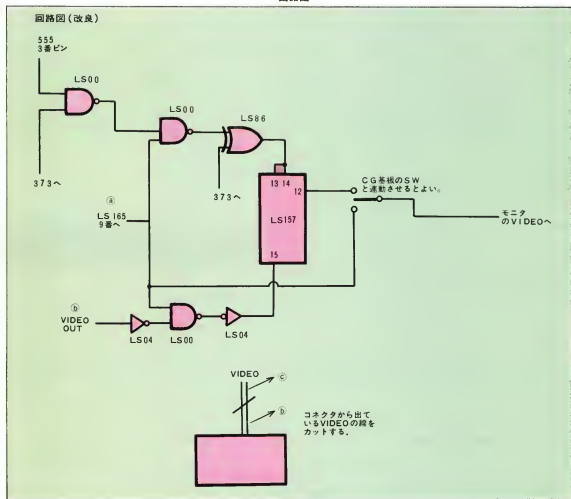 回路図(改良)
555
3番ピン
LS00
LS00
LS86
373へ
373へ
ⓐ
LS165
9番へ
13 14
12
LS157
15
CG基板のSW
と連動させるとよい。
モニタ
のVIDEOへ
ⓑ
VIDEO
OUT
LS04
LS00
LS04
VIDEO
ⓒ
ⓑ
コネクタから出て
いるVIDEOの線を
カットする.